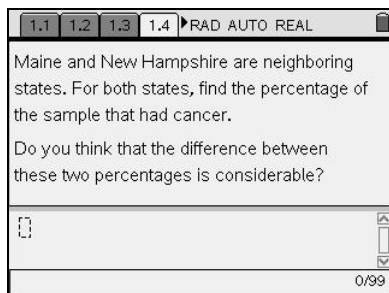 1.1 1.2 1.3 1.4 RAD AUTO REAL
Maine and New Hampshire are neighboring
states. For both states, find the percentage of
the sample that had cancer.
Do you think that the difference between
these two percentages is considerable?
0/99